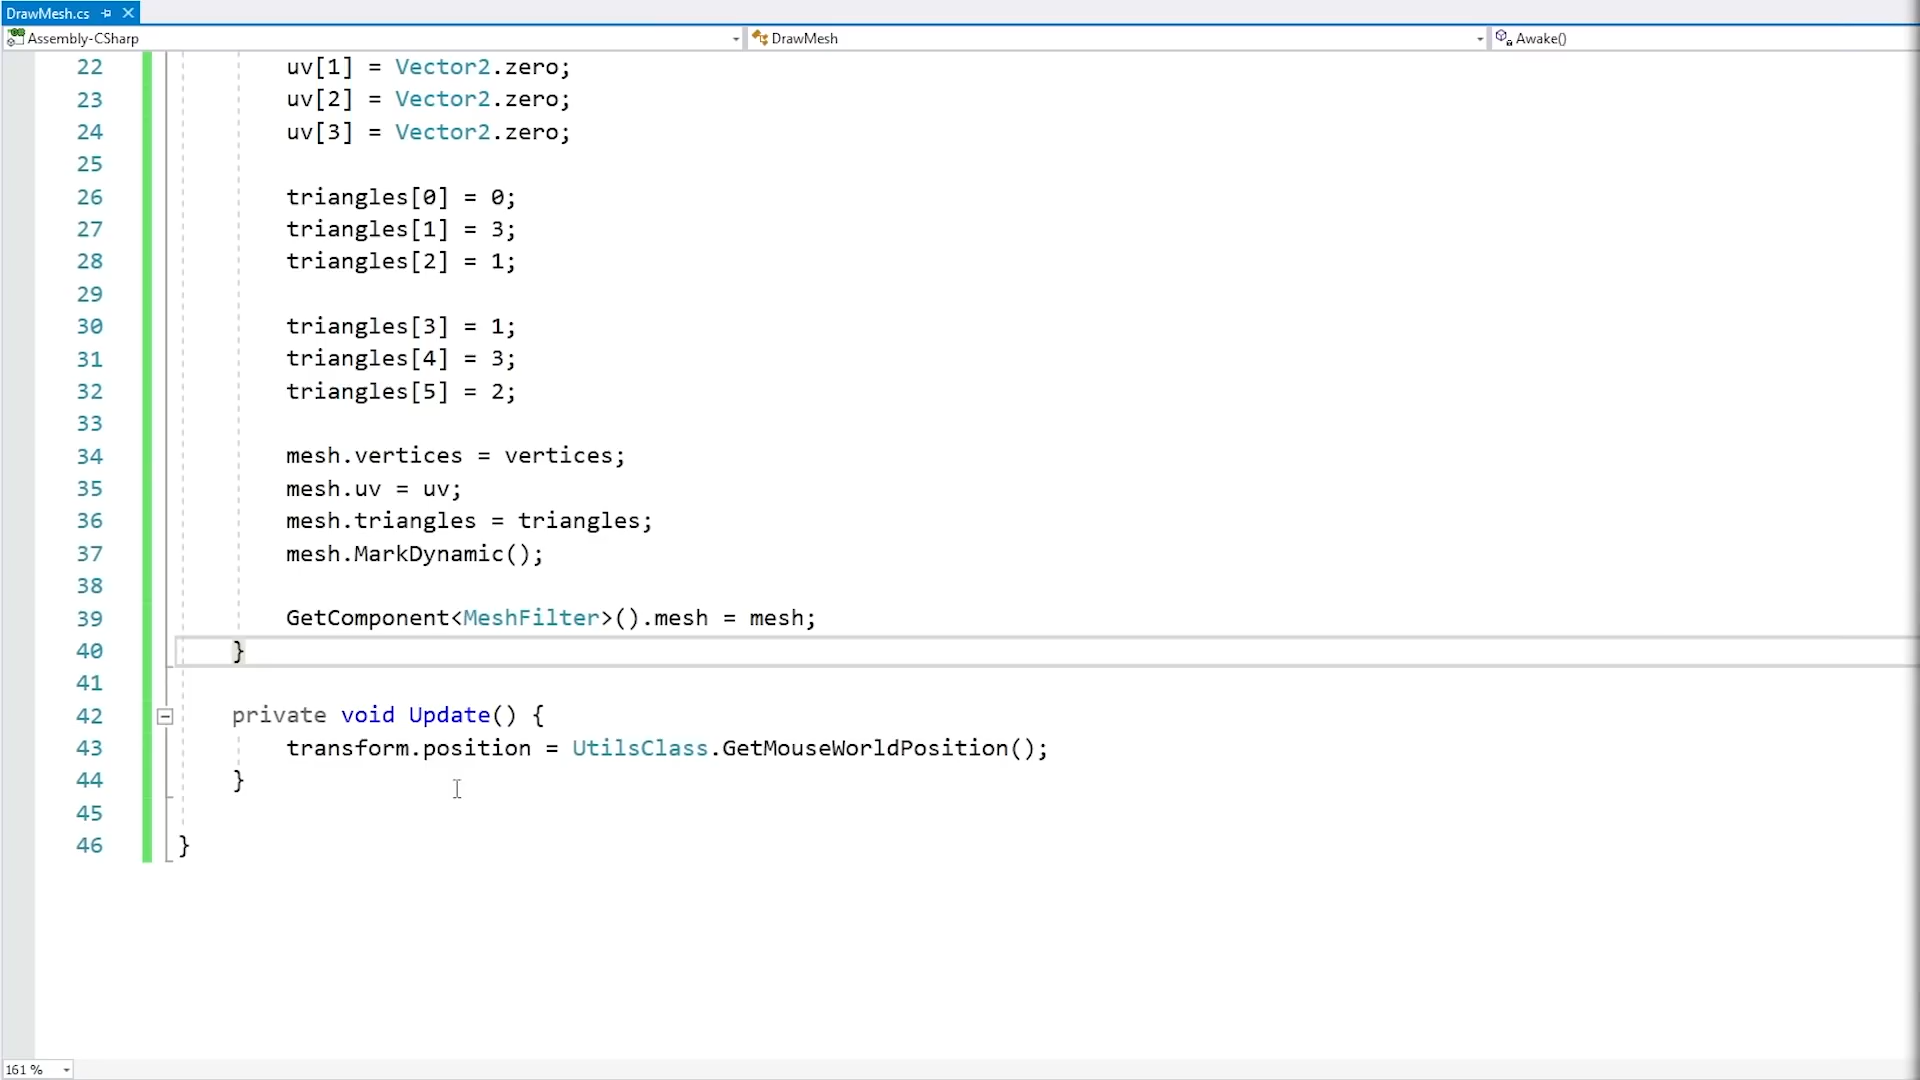 DrawMesh.cs
Assembly-CSharp DrawMesh Awake()
22 uv[1] = Vector2.zero;
23 uv[2] = Vector2.zero;
24 uv[3] = Vector2.zero;
25
26 triangles[0] = 0;
27 triangles[1] = 3;
28 triangles[2] = 1;
29
30 triangles[3] = 1;
31 triangles[4] = 3;
32 triangles[5] = 2;
33
34 mesh.vertices = vertices;
35 mesh.uv = uv;
36 mesh.triangles = triangles;
37 mesh.MarkDynamic();
38
39 GetComponent<MeshFilter>().mesh = mesh;
40 }
41
42 private void Update() {
43 transform.position = UtilsClass.GetMouseWorldPosition();
44 }
45
46 }
161 %